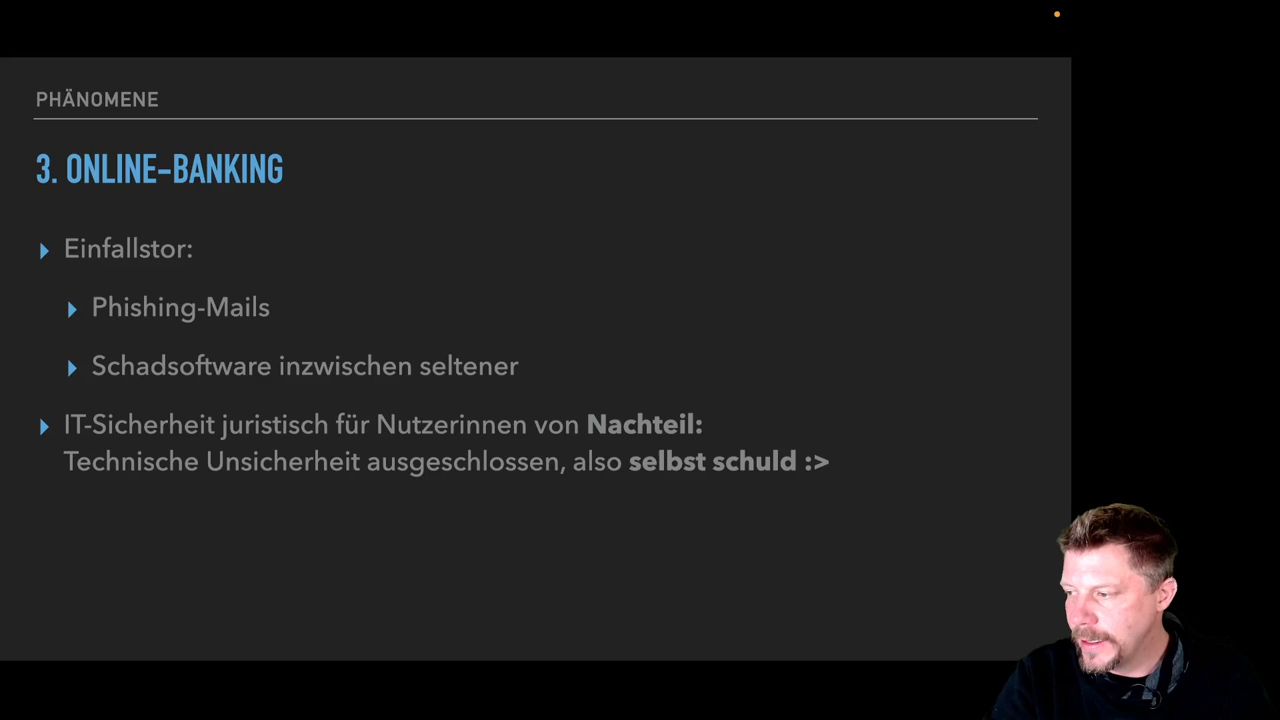 PHÄNOMENE
3. ONLINE-BANKING
Einfallstor:
Phishing-Mails
Schadsoftware inzwischen seltener
IT-Sicherheit juristisch für Nutzerinnen von Nachteil:
Technische Unsicherheit ausgeschlossen, also selbst schuld :>